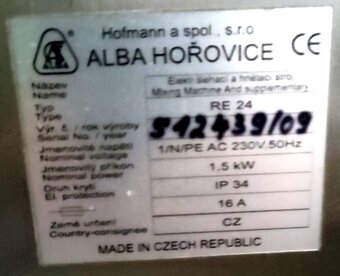 Hofmann a spol., s.r.o
ALBA HOŘOVICE CE
Název Elektr šlehací a hnětací stroj
Name Mixing Machine And supplementary
Typ RE 24
Type
Výr. č. / rok výroby 512439/09
Serial No. / year
Jmenovité napětí 1/N/PE AC 230V,50Hz
Nominal voltage
Jmenovitý příkon 1,5 kW
Nominal power
Druh krytí IP 34
El. protection
16 A
Země určení CZ
Country-consignee
MADE IN CZECH REPUBLIC